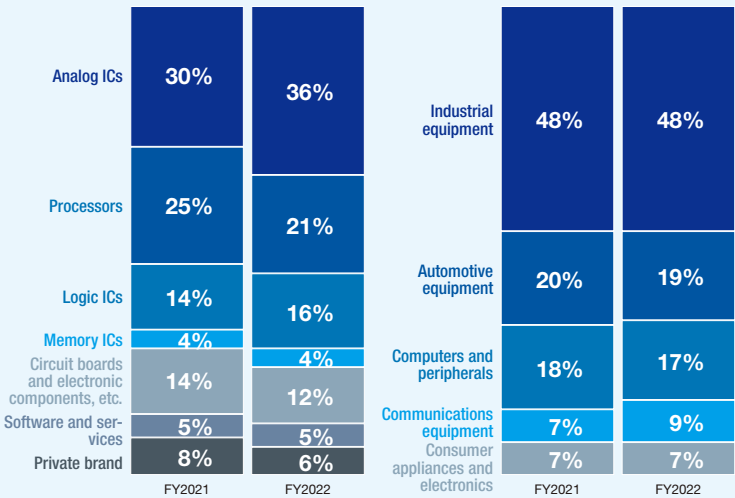 Analog ICs
30%
36%
Processors
25%
21%
Logic ICs
14%
16%
Memory ICs
4%
4%
Circuit boards
and electronic
components, etc.
14%
12%
Software and ser-
vices
5%
5%
Private brand
8%
6%
FY2021
FY2022
Industrial
equipment
48%
48%
Automotive
equipment
20%
19%
Computers and
peripherals
18%
17%
Communications
equipment
7%
9%
Consumer
appliances and
electronics
7%
7%
FY2021
FY2022